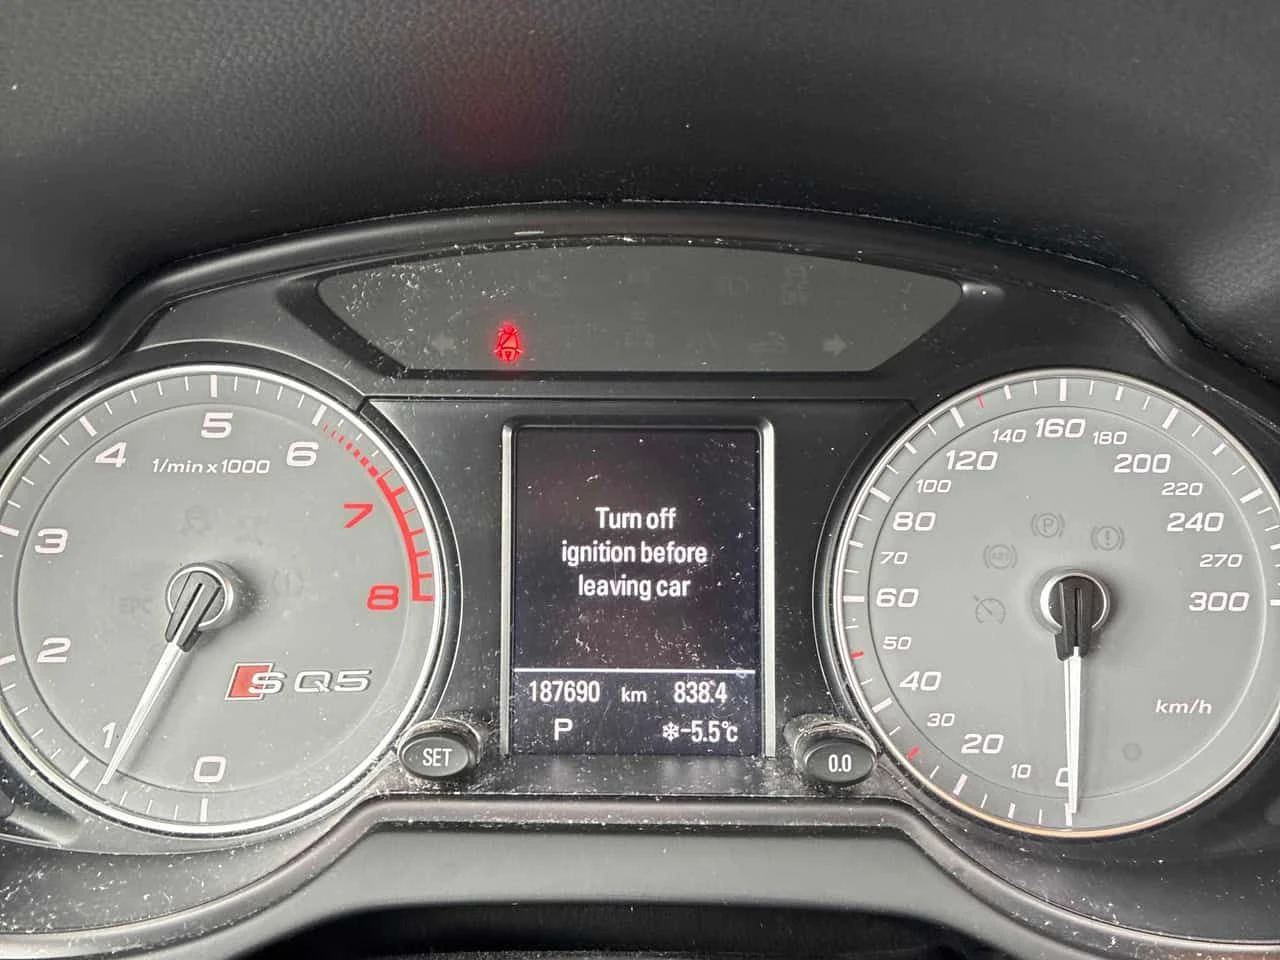 5
4
6
1/min x 1000
3
7
2
8
EPC
SQ5
1
0
Turn off
ignition before
leaving car
187690 km 838.4
P ❄-5.5°C
SET
0.0
140 160 180
120 200
100 220
80 240
70 270
60 300
50
40
30
20
10
0
km/h
(P)
(!)
(ABS)